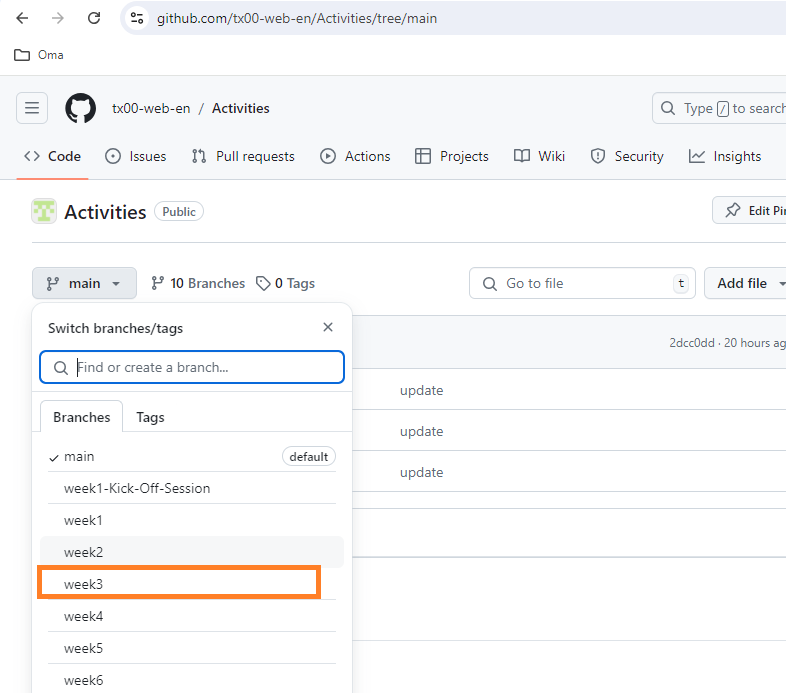 github.com/tx00-web-en/Activities/tree/main
Oma
tx00-web-en / Activities
Type / to search
Code Issues Pull requests Actions Projects Wiki Security Insights
Activities Public
Edit Pi
main 10 Branches 0 Tags Go to file t Add file
Switch branches/tags
2dcc0dd · 20 hours ag
Find or create a branch...
update
Branches Tags
update
main default
update
week1-Kick-Off-Session
week1
week2
week3
week4
week5
week6